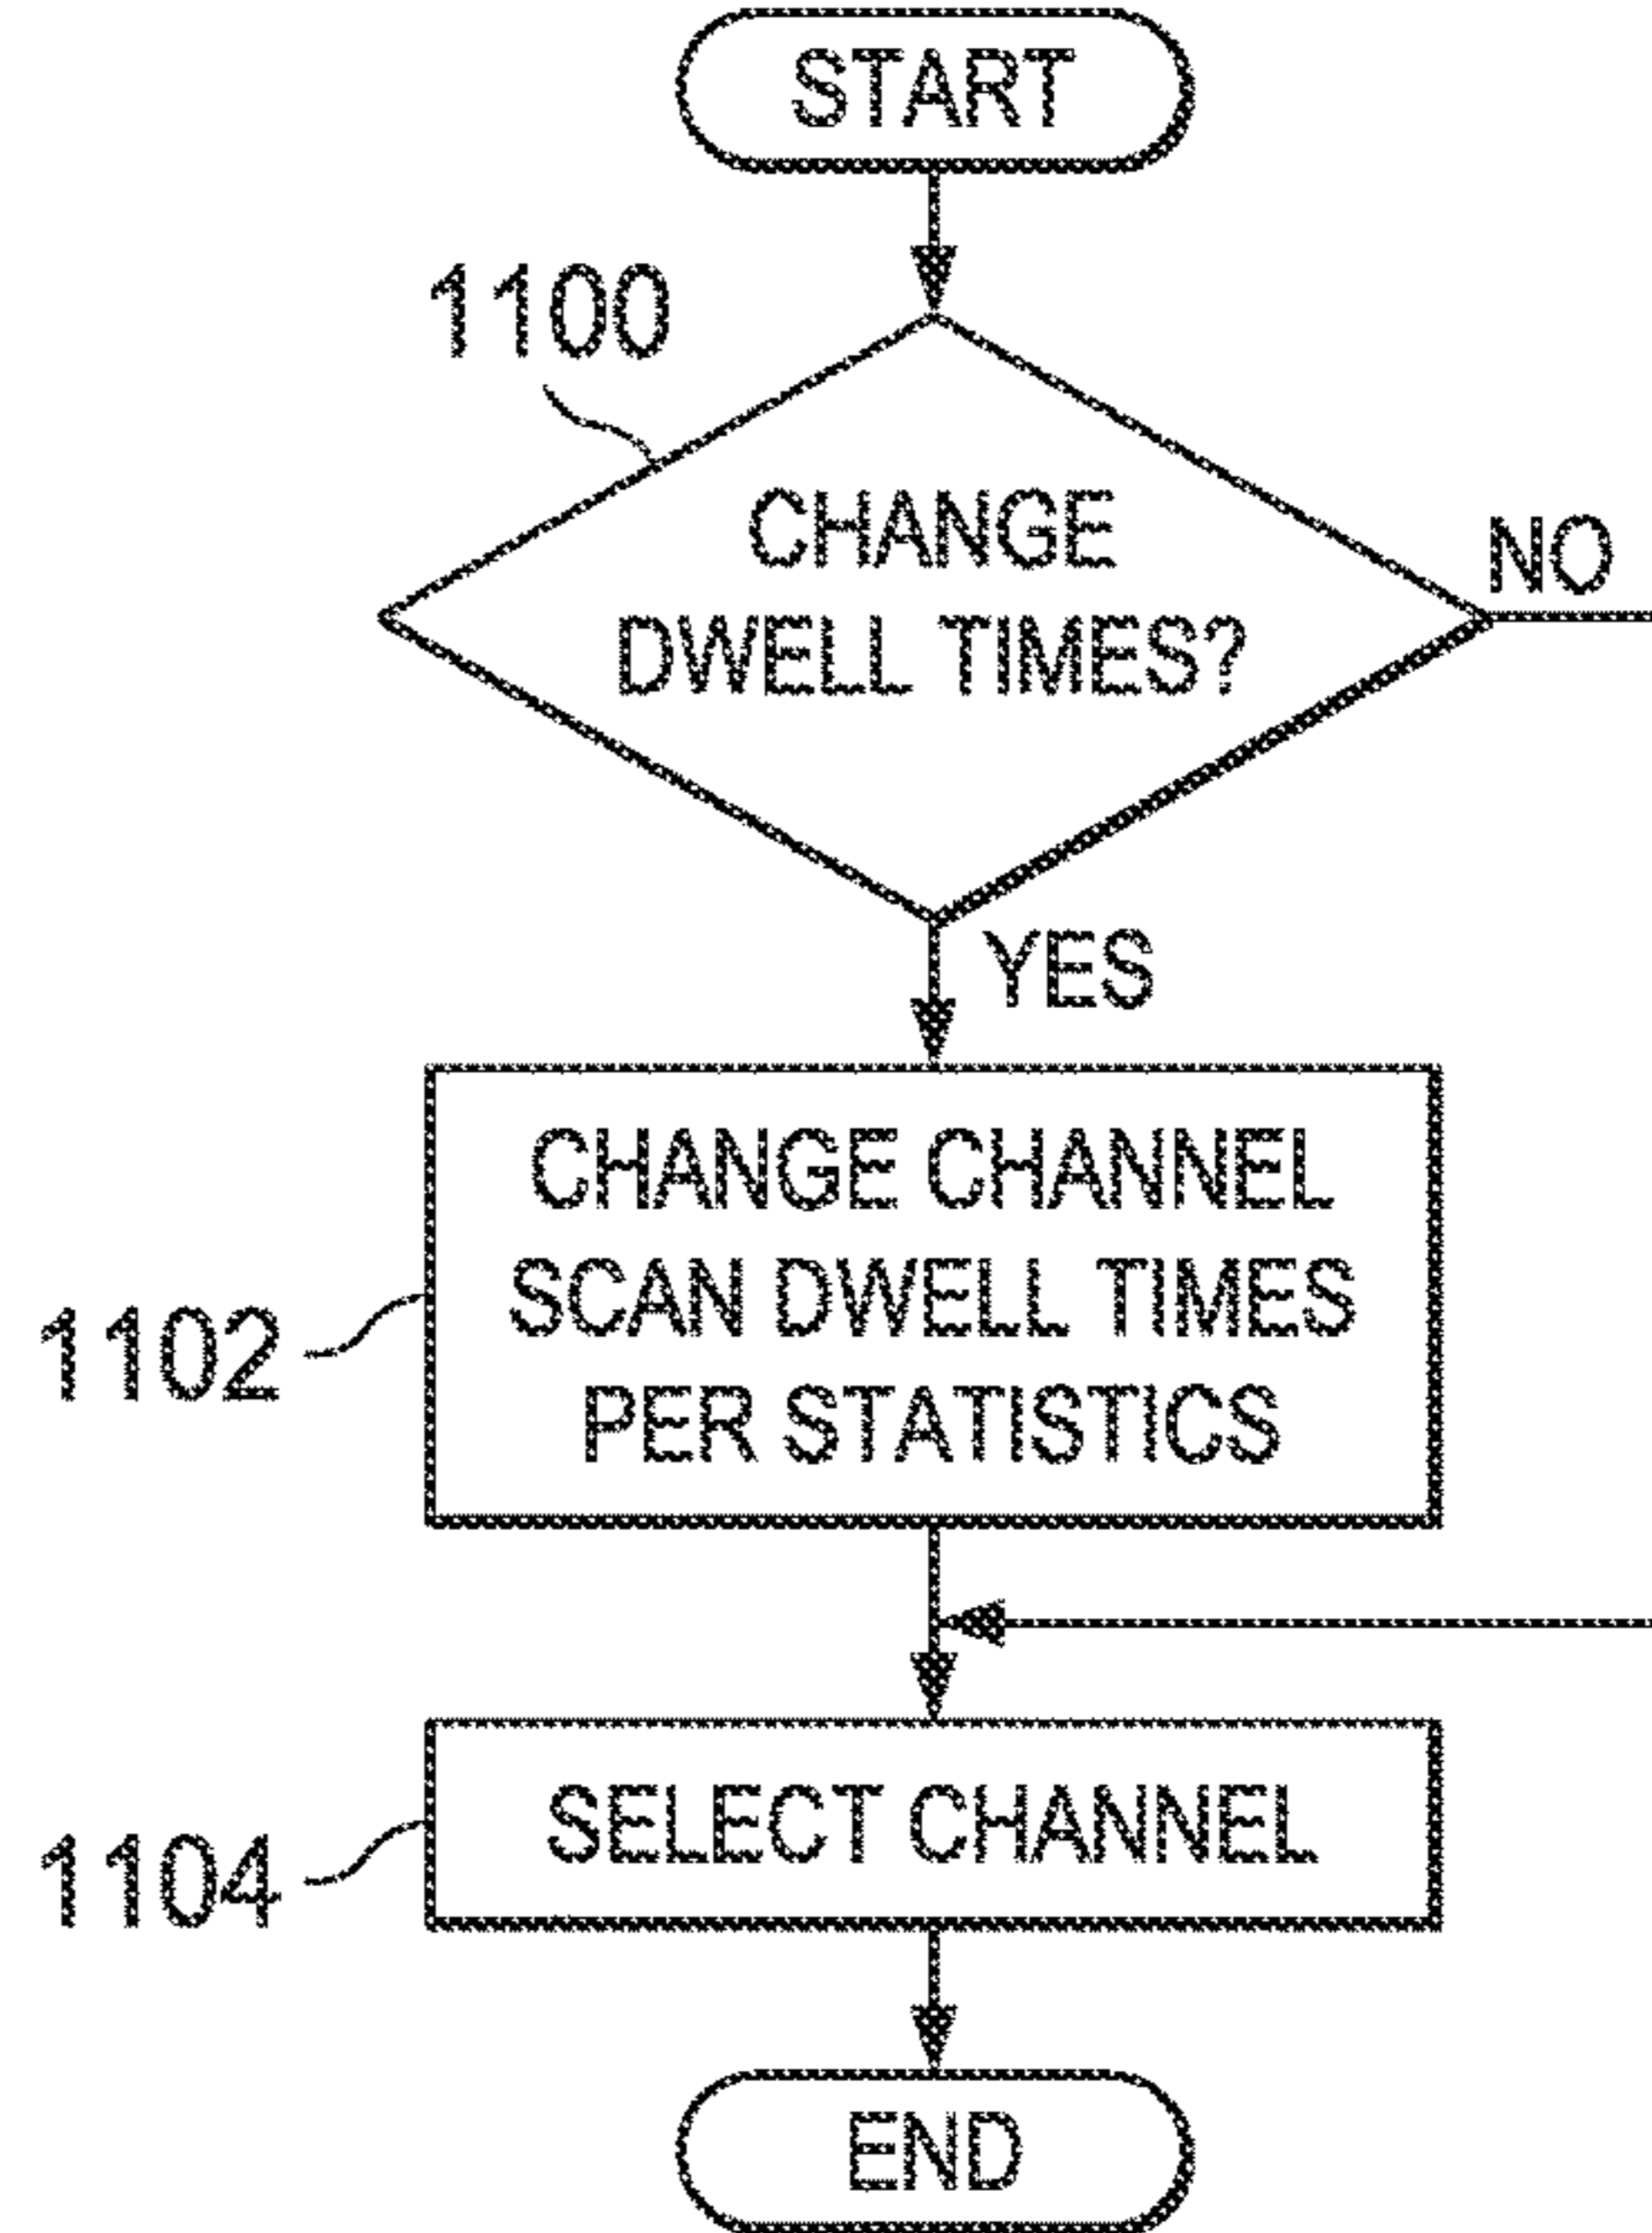 START
1100
CHANGE
DWELL TIMES?
NO
YES
CHANGE CHANNEL
SCAN DWELL TIMES
PER STATISTICS
1102
SELECT CHANNEL
1104
END